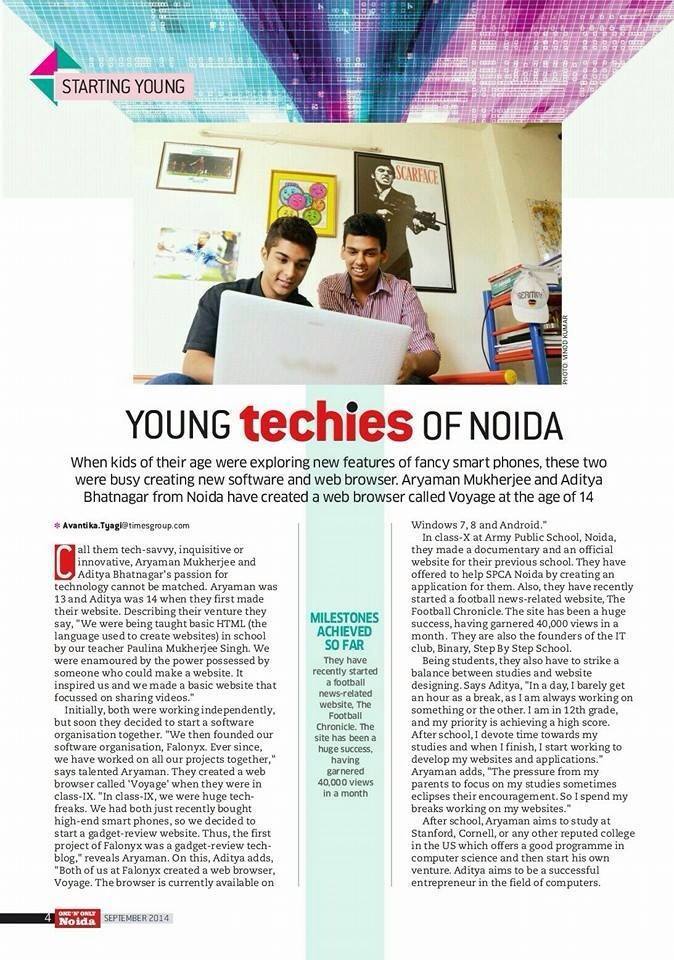 STARTING YOUNG
SCARFACE
GERMANY
PHOTO: VINOD KUMAR
YOUNG techies OF NOIDA
When kids of their age were exploring new features of fancy smart phones, these two
were busy creating new software and web browser. Aryaman Mukherjee and Aditya
Bhatnagar from Noida have created a web browser called Voyage at the age of 14
✻ Avantika.Tyagi@timesgroup.com
Call them tech-savvy, inquisitive or
innovative, Aryaman Mukherjee and
Aditya Bhatnagar's passion for
technology cannot be matched. Aryaman was
13 and Aditya was 14 when they first made
their website. Describing their venture they
say, "We were being taught basic HTML (the
language used to create websites) in school
by our teacher Paulina Mukherjee Singh. We
were enamoured by the power possessed by
someone who could make a website. It
inspired us and we made a basic website that
focussed on sharing videos."
Initially, both were working independently,
but soon they decided to start a software
organisation together. "We then founded our
software organisation, Falonyx. Ever since,
we have worked on all our projects together,"
says talented Aryaman. They created a web
browser called 'Voyage' when they were in
class-IX. "In class-IX, we were huge tech-
freaks. We had both just recently bought
high-end smart phones, so we decided to
start a gadget-review website. Thus, the first
project of Falonyx was a gadget-review tech-
blog," reveals Aryaman. On this, Aditya adds,
"Both of us at Falonyx created a web browser,
Voyage. The browser is currently available on
MILESTONES
ACHIEVED
SO FAR
They have
recently started
a football
news-related
website, The
Football
Chronicle. The
site has been a
huge success,
having
garnered
40,000 views
in a month
Windows 7, 8 and Android."
In class-X at Army Public School, Noida,
they made a documentary and an official
website for their previous school. They have
offered to help SPCA Noida by creating an
application for them. Also, they have recently
started a football news-related website, The
Football Chronicle. The site has been a huge
success, having garnered 40,000 views in a
month. They are also the founders of the IT
club, Binary, Step By Step School.
Being students, they also have to strike a
balance between studies and website
designing. Says Aditya, "In a day, I barely get
an hour as a break, as I am always working on
something or the other. I am in 12th grade,
and my priority is achieving a high score.
After school, I devote time towards my
studies and when I finish, I start working to
develop my websites and applications."
Aryaman adds, "The pressure from my
parents to focus on my studies sometimes
eclipses their encouragement. So I spend my
breaks working on my websites."
After school, Aryaman aims to study at
Stanford, Cornell, or any other reputed college
in the US which offers a good programme in
computer science and then start his own
venture. Aditya aims to be a successful
entrepreneur in the field of computers.
4
ONE 'N' ONLY
Noida
SEPTEMBER 2014